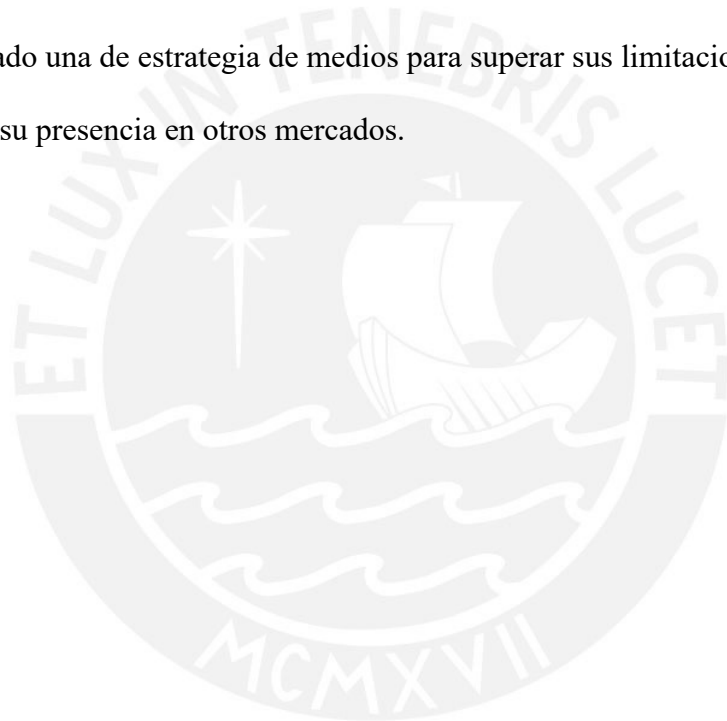 ado una de estrategia de medios para superar sus limitacio
su presencia en otros mercados.
ET LUX IN TENEBRIS LUCET
MCMXVII